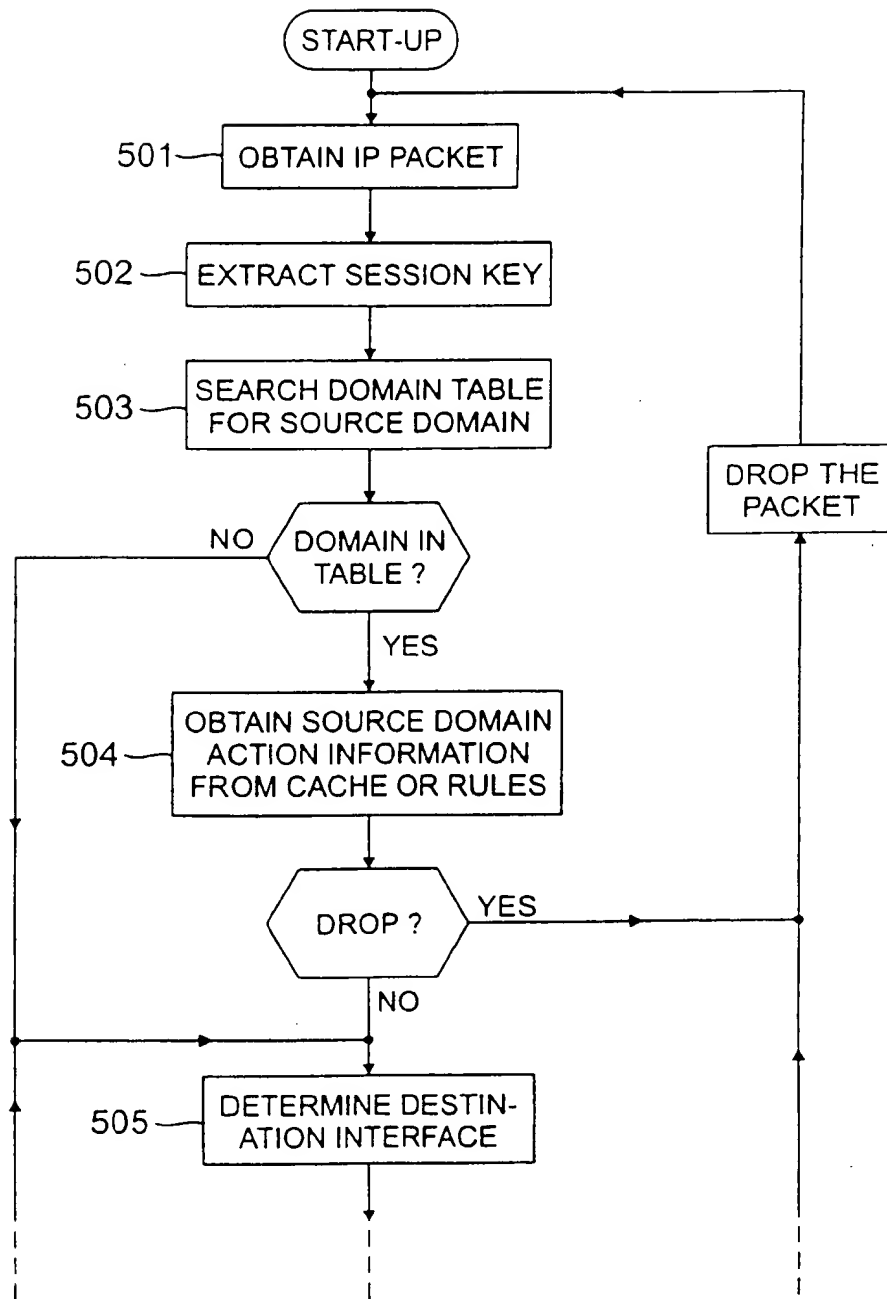 START-UP
501
OBTAIN IP PACKET
502
EXTRACT SESSION KEY
503
SEARCH DOMAIN TABLE
FOR SOURCE DOMAIN
DROP THE
PACKET
NO
DOMAIN IN
TABLE ?
YES
504
OBTAIN SOURCE DOMAIN
ACTION INFORMATION
FROM CACHE OR RULES
DROP ?
YES
NO
505
DETERMINE DESTIN-
ATION INTERFACE